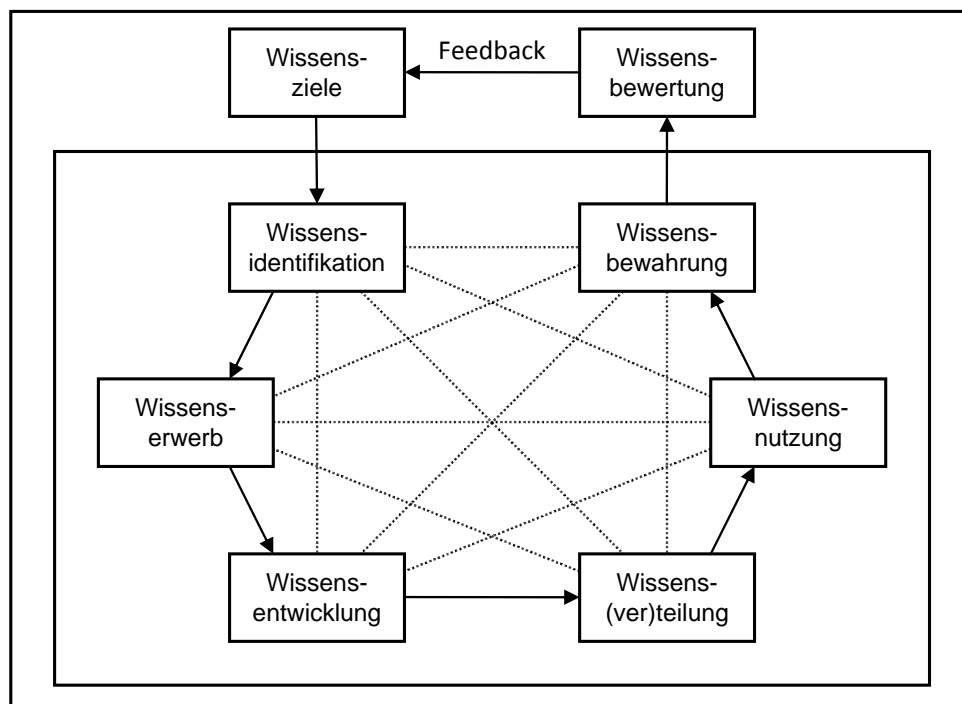 Wissens-
ziele
Feedback
Wissens-
bewertung
Wissens-
identifikation
Wissens-
bewahrung
Wissens-
erwerb
Wissens-
nutzung
Wissens-
entwicklung
Wissens-
(ver)teilung